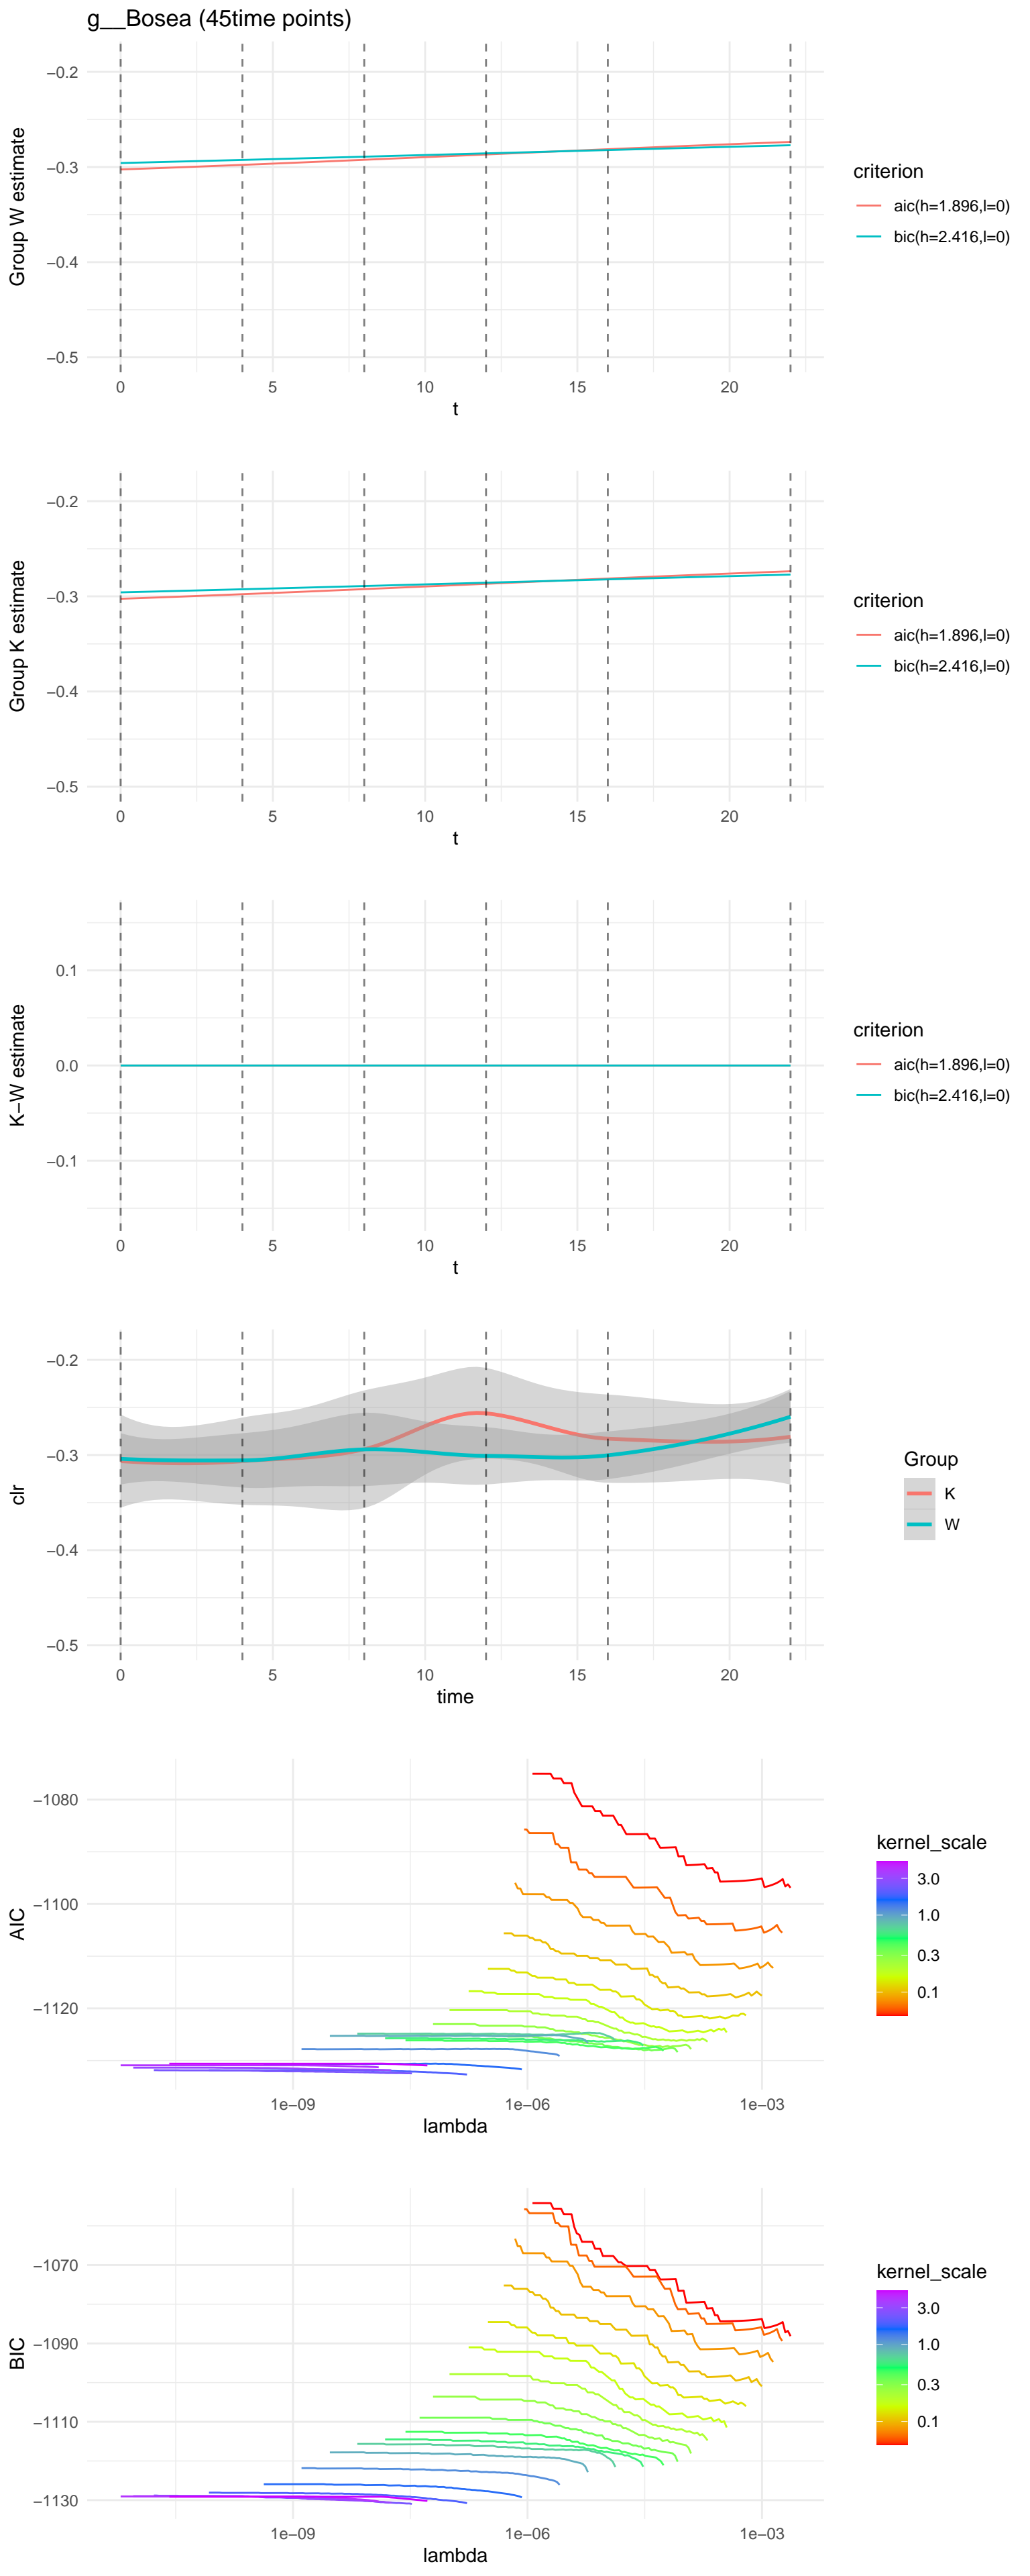 g__Bosea (45time points)
Group W estimate
−0.2
−0.3
−0.4
−0.5
0 5 10 15 20
t
criterion
aic(h=1.896,l=0)
bic(h=2.416,l=0)
Group K estimate
−0.2
−0.3
−0.4
−0.5
0 5 10 15 20
t
criterion
aic(h=1.896,l=0)
bic(h=2.416,l=0)
K−W estimate
0.1
0.0
−0.1
0 5 10 15 20
t
criterion
aic(h=1.896,l=0)
bic(h=2.416,l=0)
clr
−0.2
−0.3
−0.4
−0.5
0 5 10 15 20
time
Group
K
W
AIC
−1080
−1100
−1120
1e−09 1e−06 1e−03
lambda
kernel_scale
3.0
1.0
0.3
0.1
BIC
−1070
−1090
−1110
−1130
1e−09 1e−06 1e−03
lambda
kernel_scale
3.0
1.0
0.3
0.1